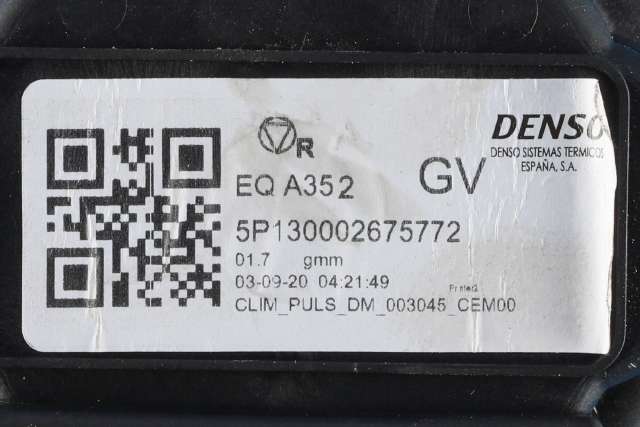 R
DENSO
DENSO SISTEMAS TERMICOS
ESPAÑA, S.A.
EQ A352
GV
5P130002675772
01.7 gmm
03-09-20 04:21:49
Printer2
CLIM_PULS_DM_003045_CEM00